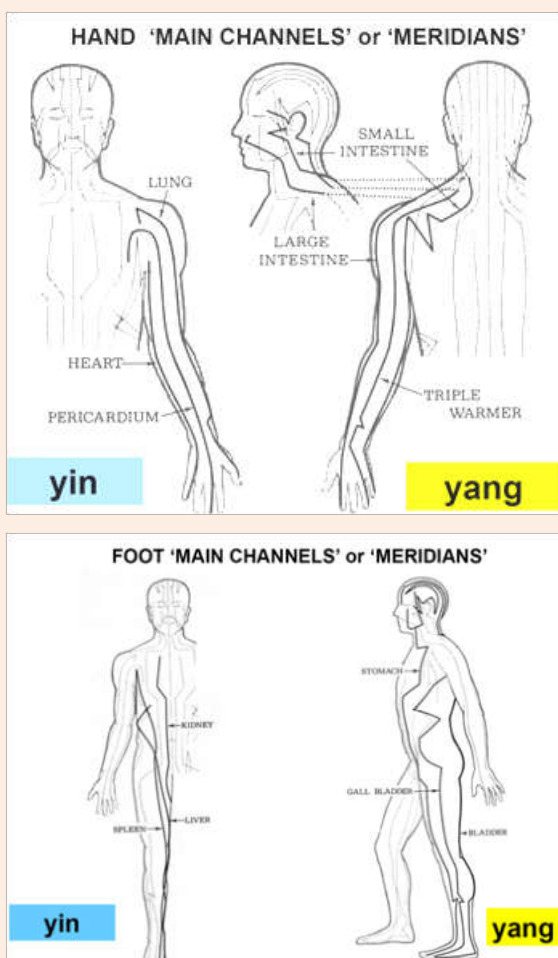 HAND 'MAIN CHANNELS' or 'MERIDIANS'
LUNG
SMALL
INTESTINE
LARGE
INTESTINE
HEART
PERICARDIUM
TRIPLE
WARMER
yin
yang
FOOT 'MAIN CHANNELS' or 'MERIDIANS'
STOMACH
KIDNEY
GALL BLADDER
LIVER
SPLEEN
BLADDER
yin
yang